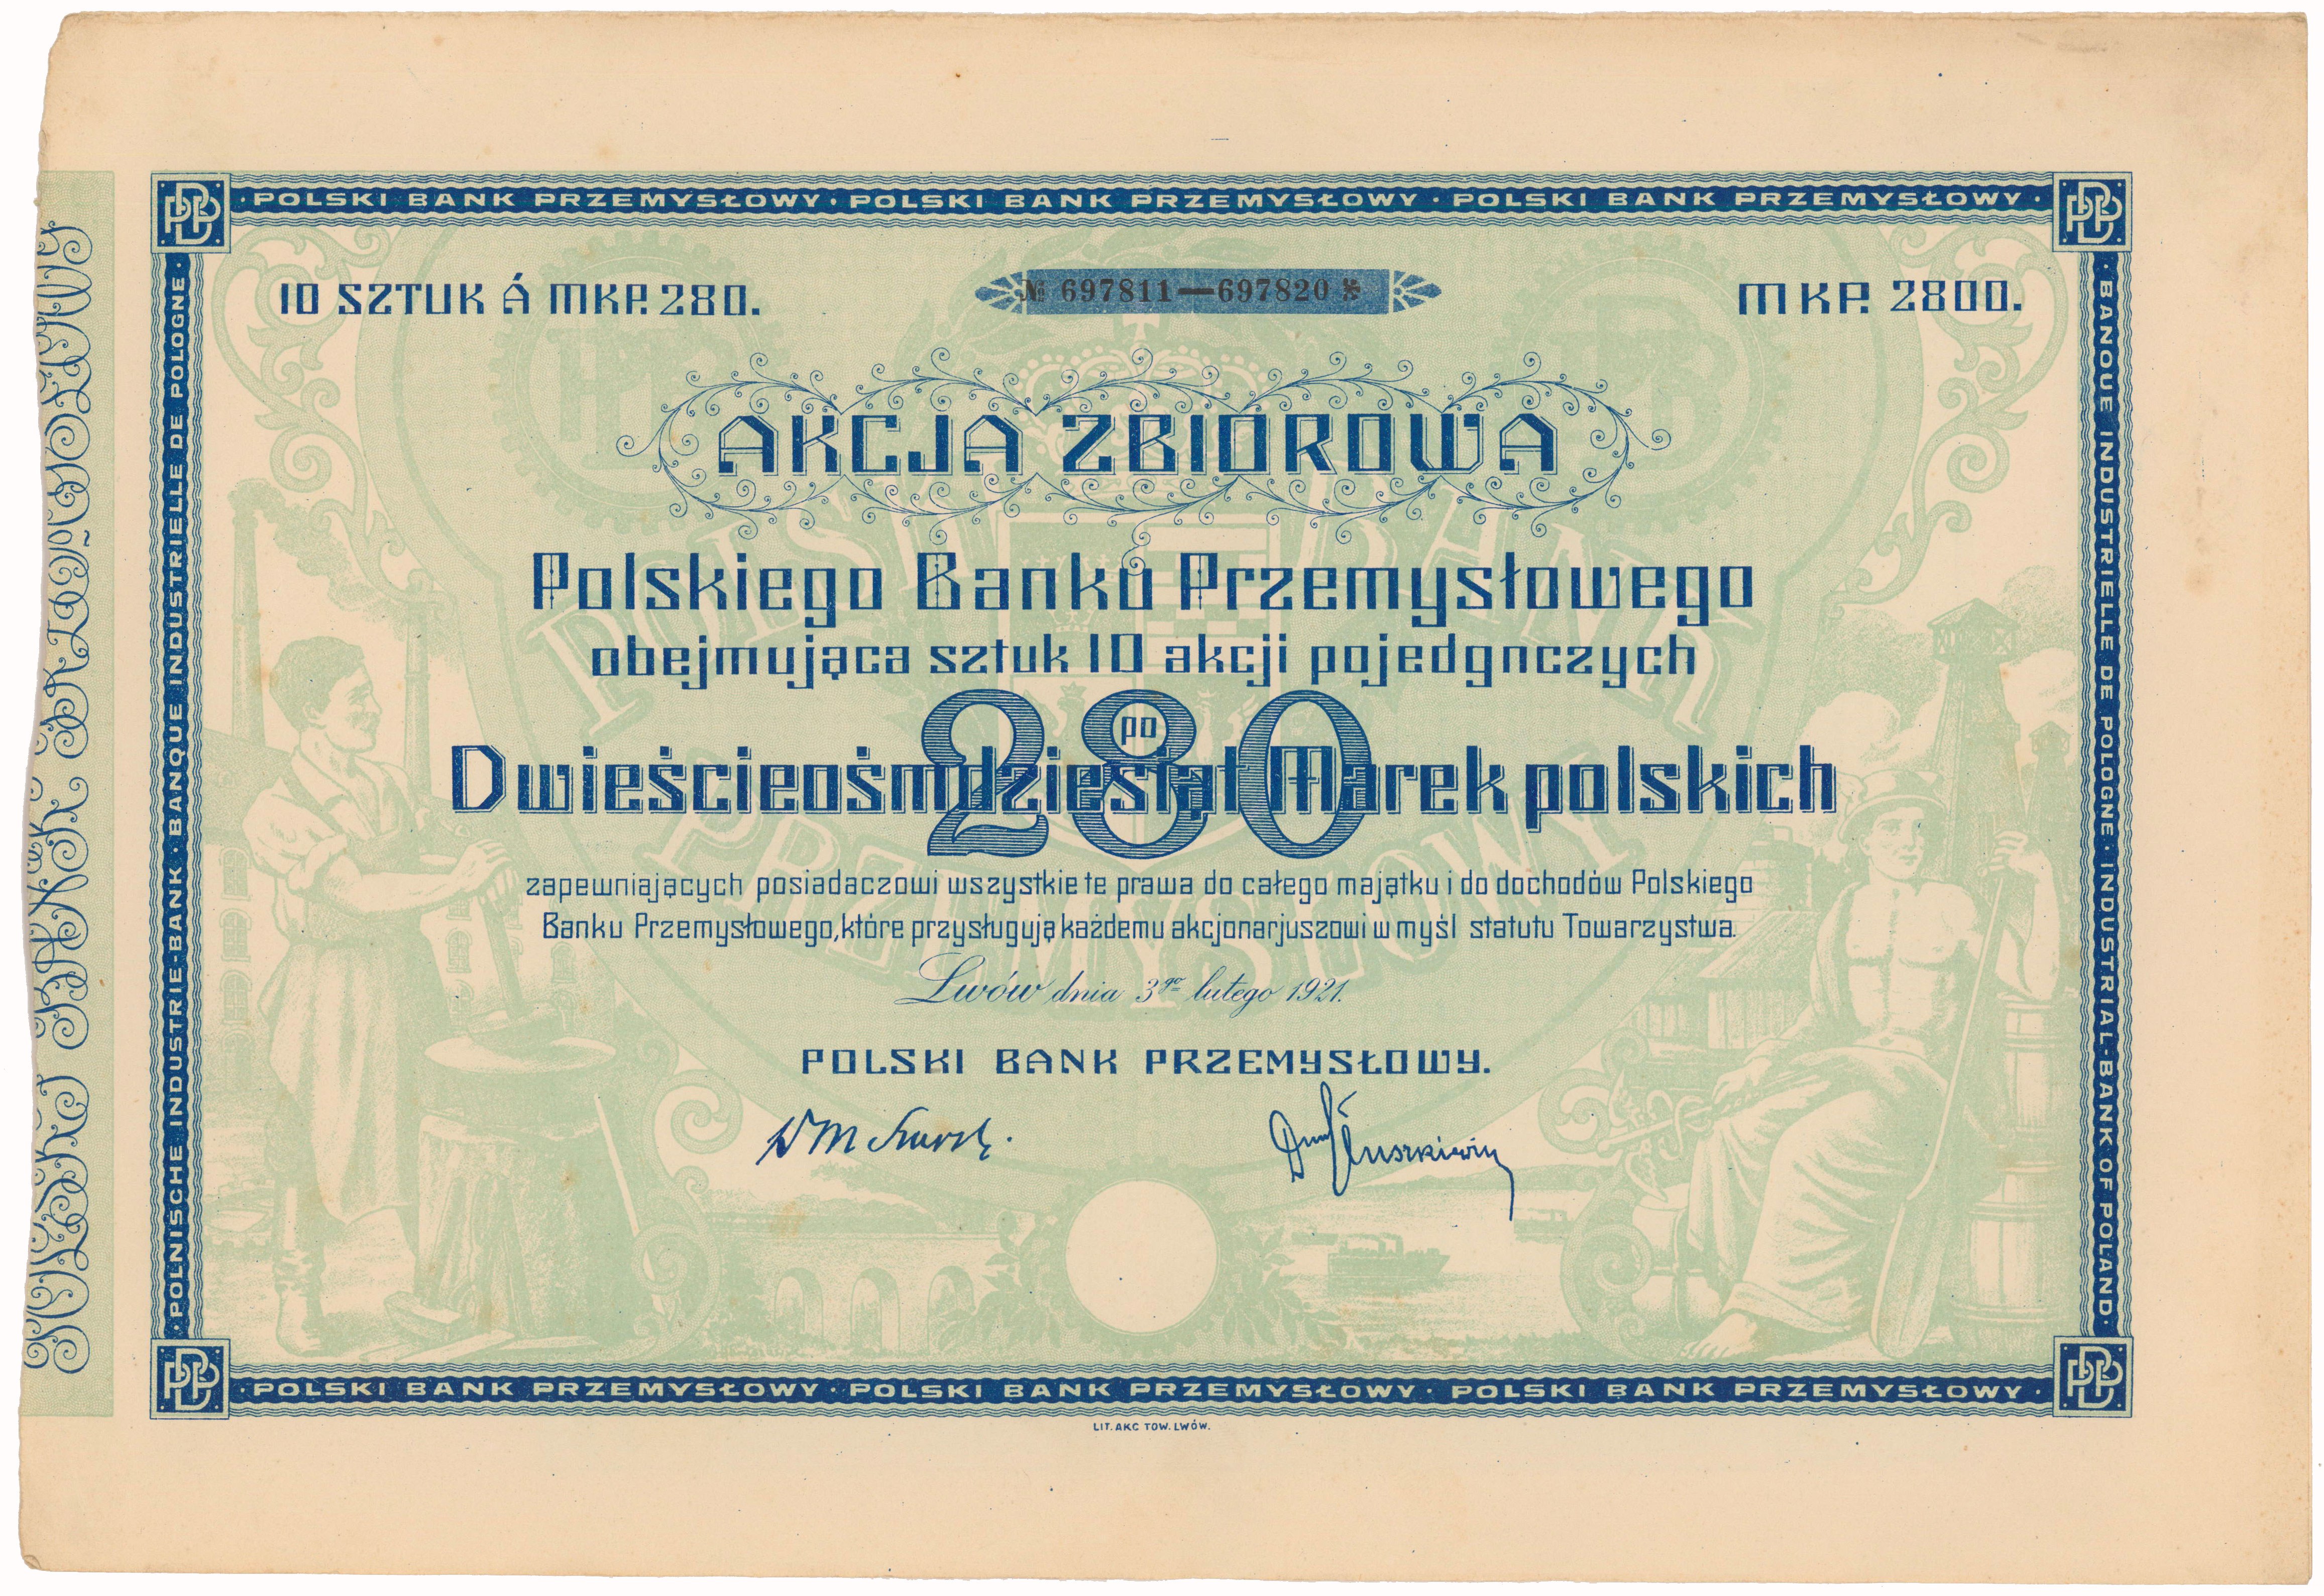 POLSKI BANK PRZEMYSŁOWY · POLSKI BANK PRZEMYSŁOWY · POLSKI BANK PRZEMYSŁOWY ·
10 SZTUK Á MKP. 280.
№ 697811—697820
MKP. 2800.
AKCJA ZBIOROWA
Polskiego Banku Przemysłowego
obejmująca sztuk 10 akcji pojedynczych
280
po
Dwieścieośmdziesiąt Marek polskich
zapewniających posiadaczowi wszystkie te prawa do całego majątku i do dochodów Polskiego
Banku Przemysłowego, które przysługują każdemu akcjonarjuszowi w myśl statutu Towarzystwa.
Lwów dnia 3go lutego 1921.
POLSKI BANK PRZEMYSŁOWY.
POLSKI BANK PRZEMYSŁOWY
· POLNISCHE INDUSTRIE-BANK · BANQUE INDUSTRIELLE DE POLOGNE ·
· BANQUE INDUSTRIELLE DE POLOGNE · INDUSTRIAL-BANK OF POLAND ·
· POLSKI BANK PRZEMYSŁOWY · POLSKI BANK PRZEMYSŁOWY · POLSKI BANK PRZEMYSŁOWY ·
LIT. AKC TOW. LWÓW.